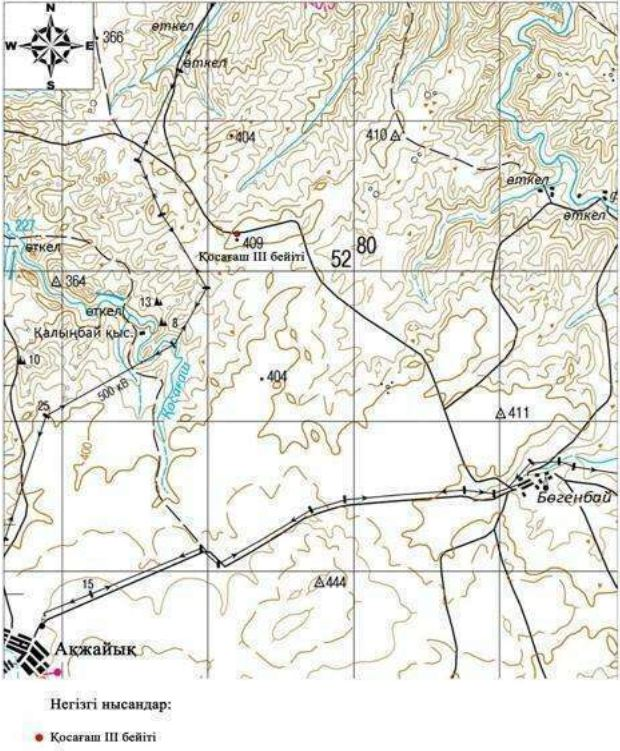 N
W E
S
366
өткел
өткел
404
410
өткел
өткел
227
өткел
409
Қосағаш III бейіті
52 80
364
өткел
13
8
Қалыңбай қыс.
10
404
500 кВ
Қосағаш
25
411
400
Бөгенбай
15
444
Ақжайық
Негізгі нысандар:
Қосағаш III бейіті